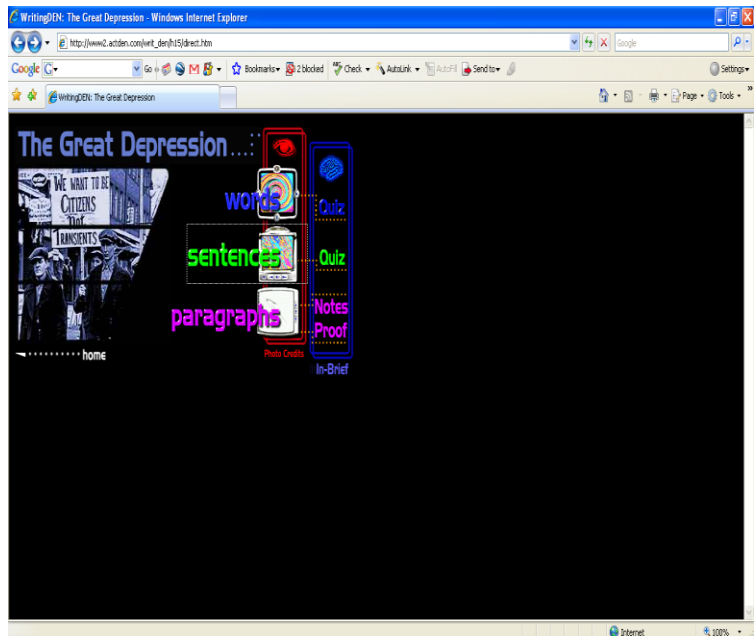 WritingDEN: The Great Depression - Windows Internet Explorer
http://www2.actden.com/writ_den/h15/direct.htm
Google
Google G Go Bookmarks 2 blocked Check AutoLink AutoFill Send to Settings
WritingDEN: The Great Depression Page Tools »
The Great Depression...
WE WANT TO BE
CITIZENS
Not
TRANSIENTS
words
Quiz
sentences
Quiz
paragraphs
Notes
Proof
home
Photo Credits
In-Brief
Internet 100%